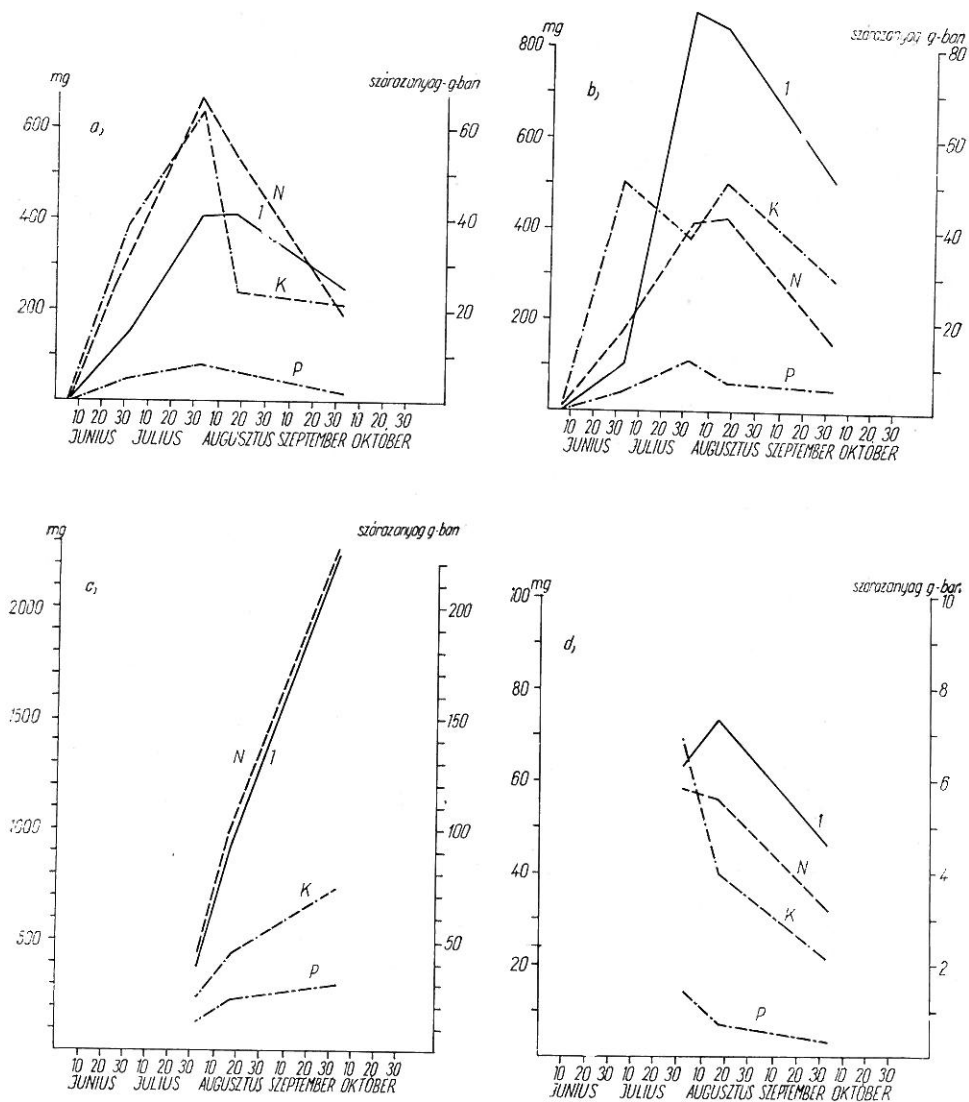 mg
szárazanyag-g-ban
a,
600
400
200
60
40
20
N
1
K
P
10 20 30 10 20 30 10 20 30 10 20 30 10 20 30
JUNIUS JÚLIUS AUGUSZTUS SZEPTEMBER OKTÓBER
mg
szárazanyag g-ban
b,
800
600
400
200
80
60
40
20
1
K
N
P
10 20 30 10 20 30 10 20 30 10 20 30 10 20 30
JUNIUS JULIUS AUGUSZTUS SZEPTEMBER OKTÓBER
mg
szárazanyag g-ban
c,
2000
1500
1000
500
200
150
100
50
N
1
K
P
10 20 30 10 20 30 10 20 30 10 20 30 10 20 30
JUNIUS JÚLIUS AUGUSZTUS SZEPTEMBER OKTÓBER
mg
szárazanyag g-ban
d,
100
80
60
40
20
10
8
6
4
2
1
N
K
P
10 20 30 10 20 30 10 20 30 10 20 30 10 20 30
JUNIUS JULIUS AUGUSZTUS SZEPTEMBER OKTÓBER